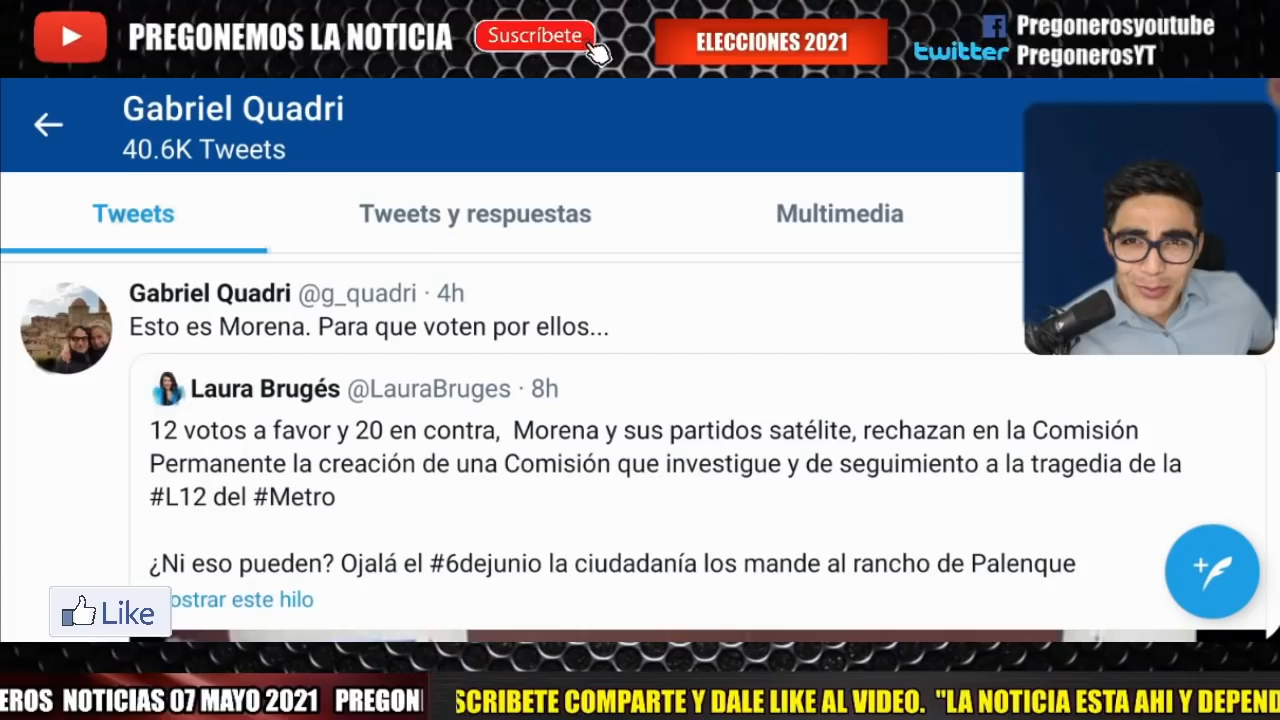 PREGONEMOS LA NOTICIA
Suscríbete
ELECCIONES 2021
Pregonerosyoutube
twitter PregonerosYT
Gabriel Quadri
40.6K Tweets
Tweets Tweets y respuestas Multimedia
Gabriel Quadri @g_quadri · 4h
Esto es Morena. Para que voten por ellos...
Laura Brugés @LauraBruges · 8h
12 votos a favor y 20 en contra, Morena y sus partidos satélite, rechazan en la Comisión
Permanente la creación de una Comisión que investigue y de seguimiento a la tragedia de la
#L12 del #Metro
¿Ni eso pueden? Ojalá el #6dejunio la ciudadanía los mande al rancho de Palenque
ostrar este hilo
Like
EROS NOTICIAS 07 MAYO 2021 PREGON
SCRIBETE COMPARTE Y DALE LIKE AL VIDEO. "LA NOTICIA ESTA AHI Y DEPEND